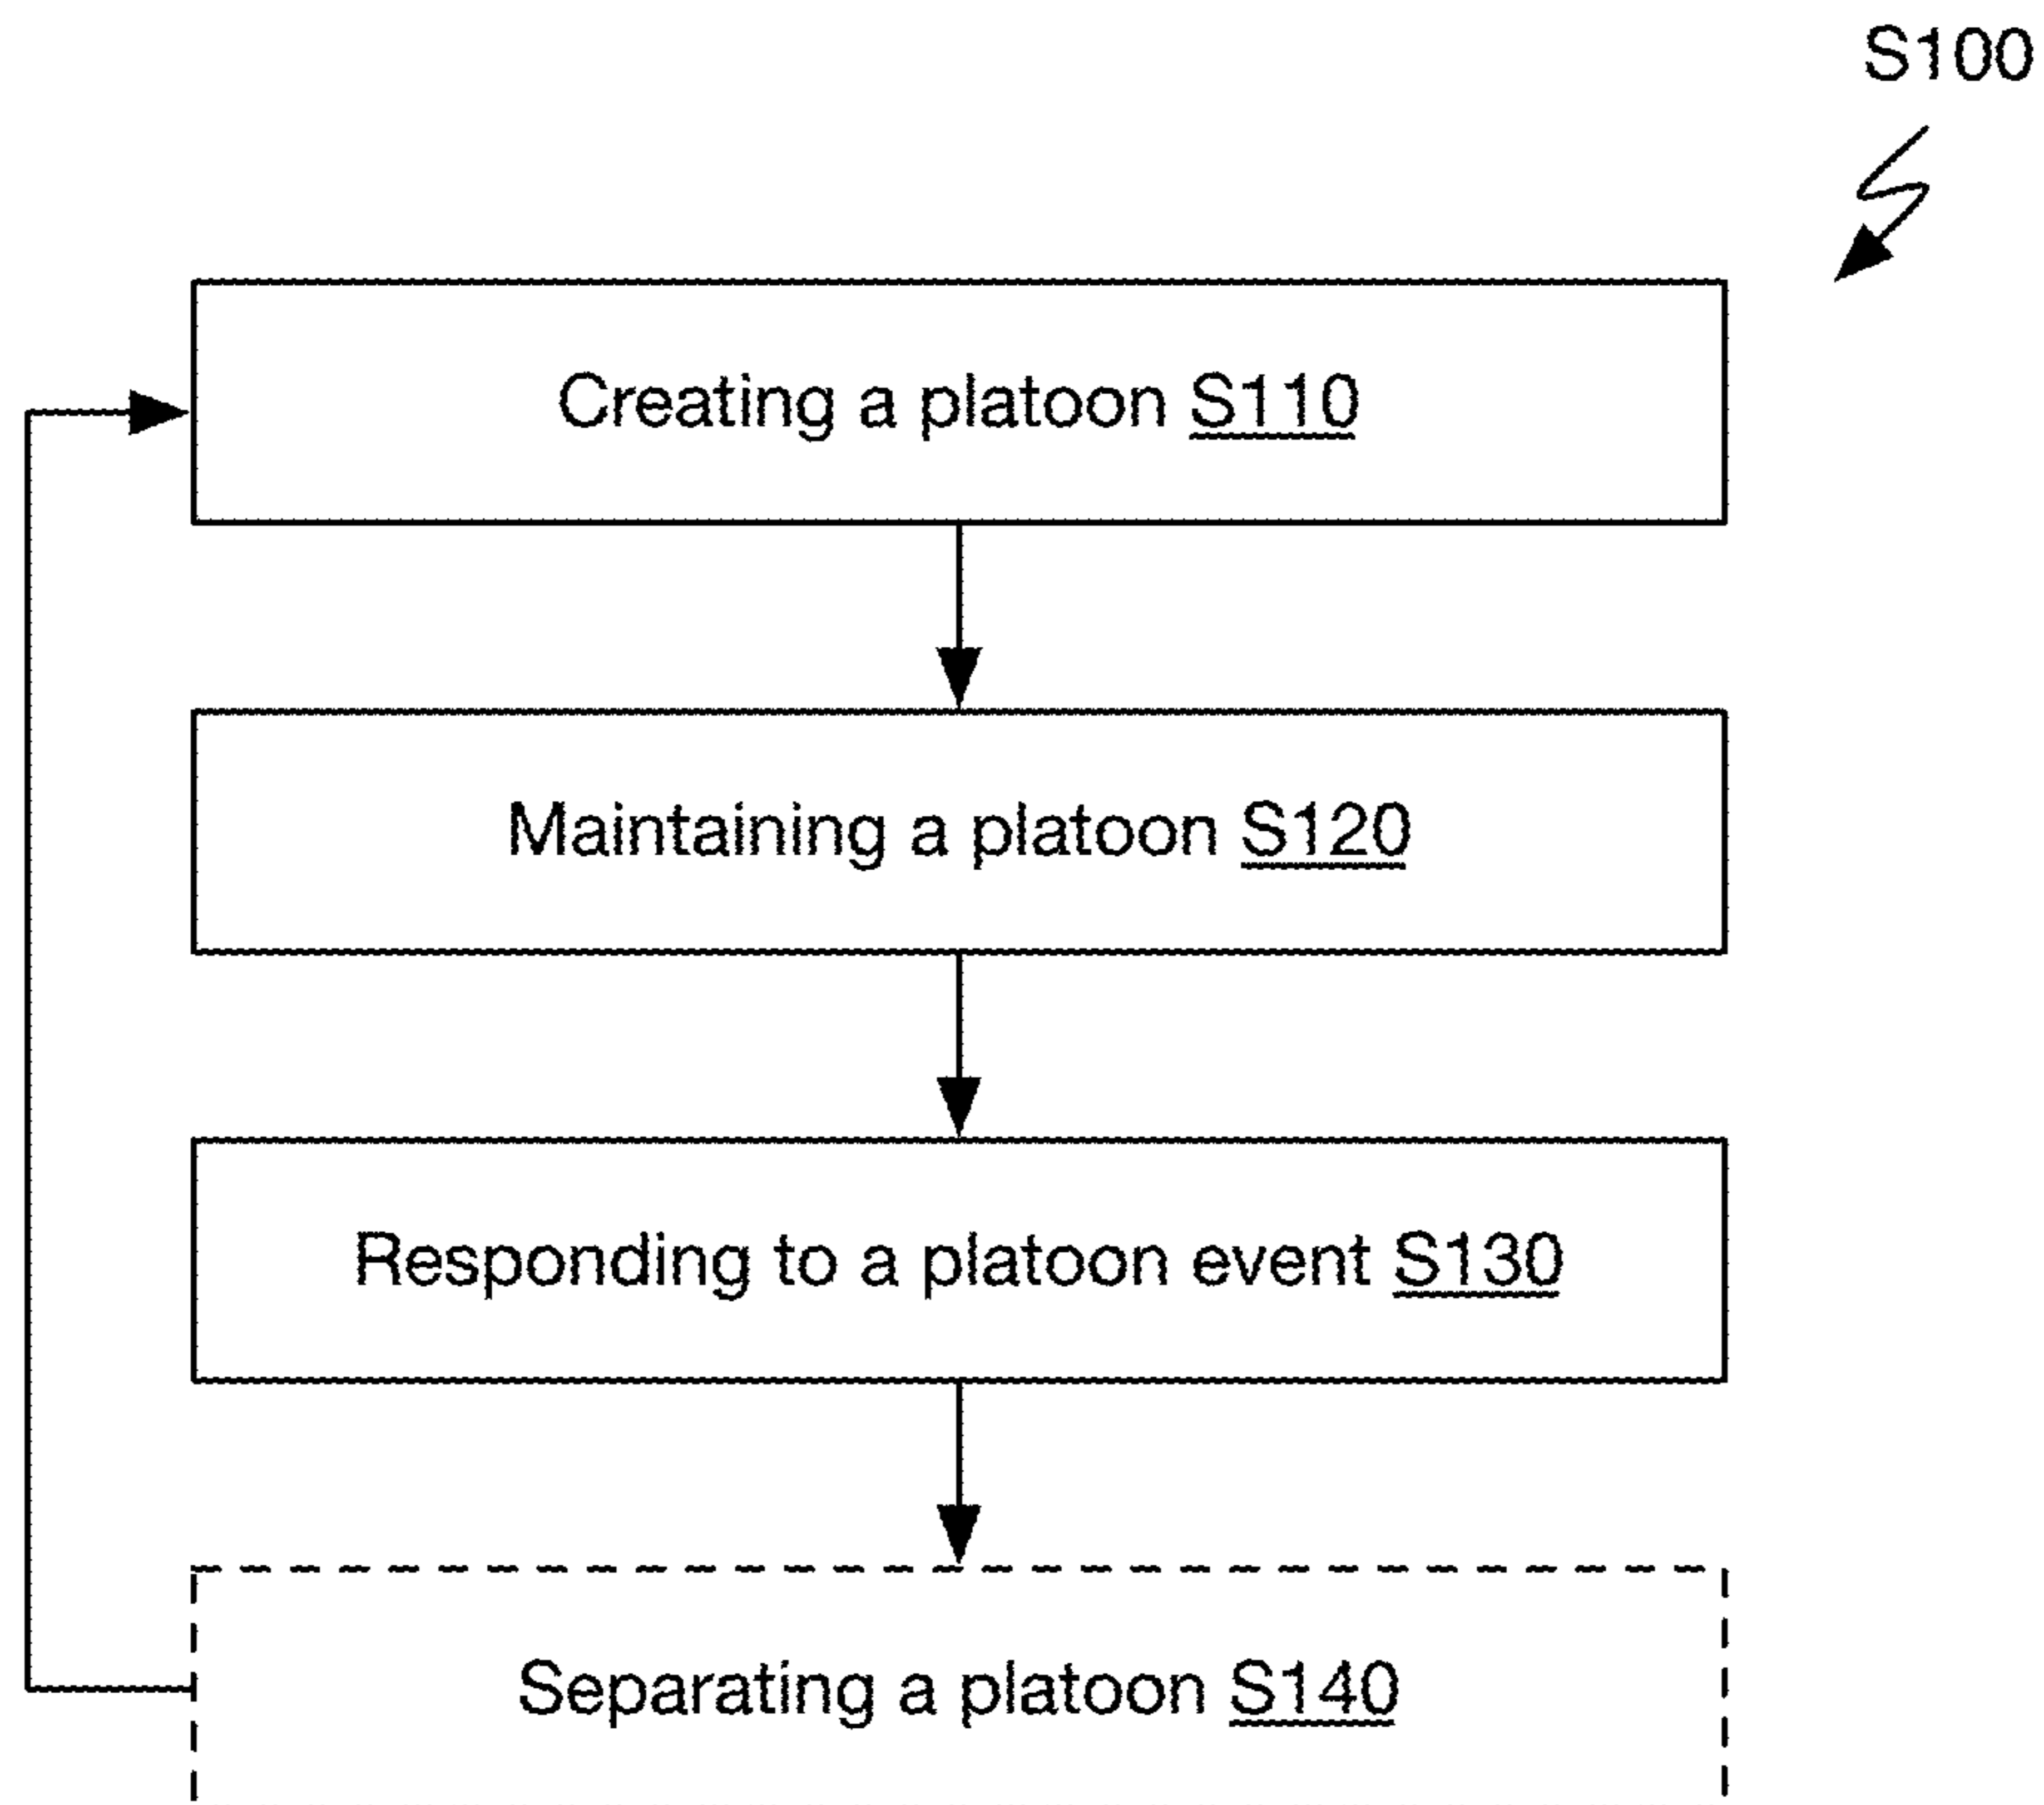 S100
Creating a platoon S110
Maintaining a platoon S120
Responding to a platoon event S130
Separating a platoon S140